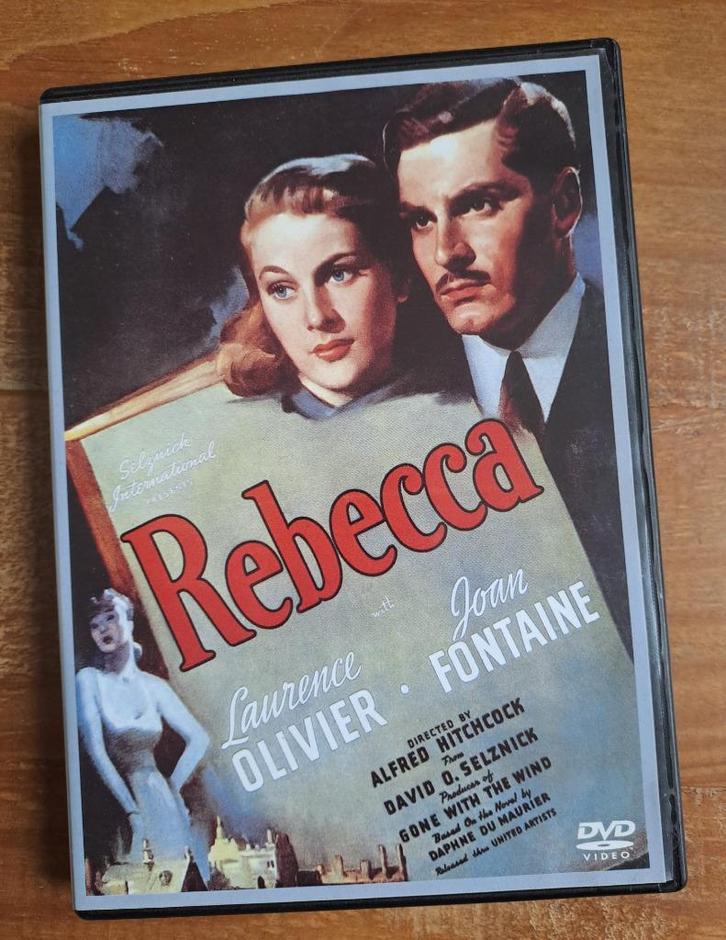 Selznick
International
PRESENTS
Rebecca
with
Laurence
OLIVIER
·
Joan
FONTAINE
DIRECTED BY
ALFRED HITCHCOCK
From
DAVID O. SELZNICK
Producer of
GONE WITH THE WIND
Based On the Novel by
DAPHNE DU MAURIER
Released thru UNITED ARTISTS
DVD
VIDEO